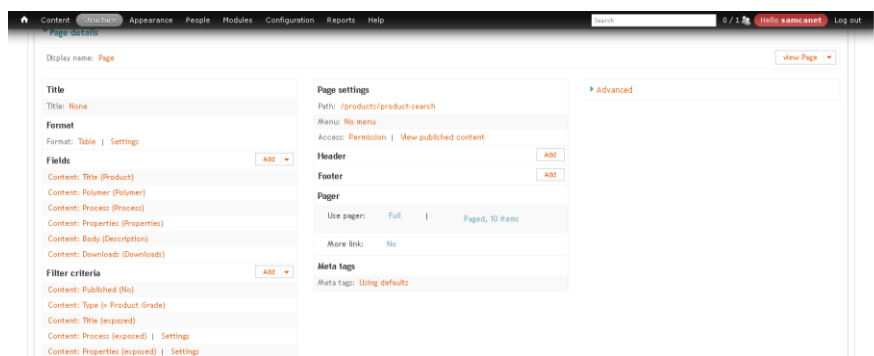 Content Structure Appearance People Modules Configuration Reports Help Search 0 / 1 Hello samcanet Log out
Page details
Display name: Page
view Page
Title
Title: None
Format
Format: Table | Settings
Fields Add
Content: Title (Product)
Content: Polymer (Polymer)
Content: Process (Process)
Content: Properties (Properties)
Content: Body (Description)
Content: Downloads (Downloads)
Filter criteria Add
Content: Published (No)
Content: Type (= Product Grade)
Content: Title (exposed)
Content: Process (exposed) | Settings
Content: Properties (exposed) | Settings
Page settings
Path: /products/product-search
Menu: No menu
Access: Permission | View published content
Header Add
Footer Add
Pager
Use pager: Full | Paged, 10 items
More link: No
Meta tags
Meta tags: Using defaults
Advanced